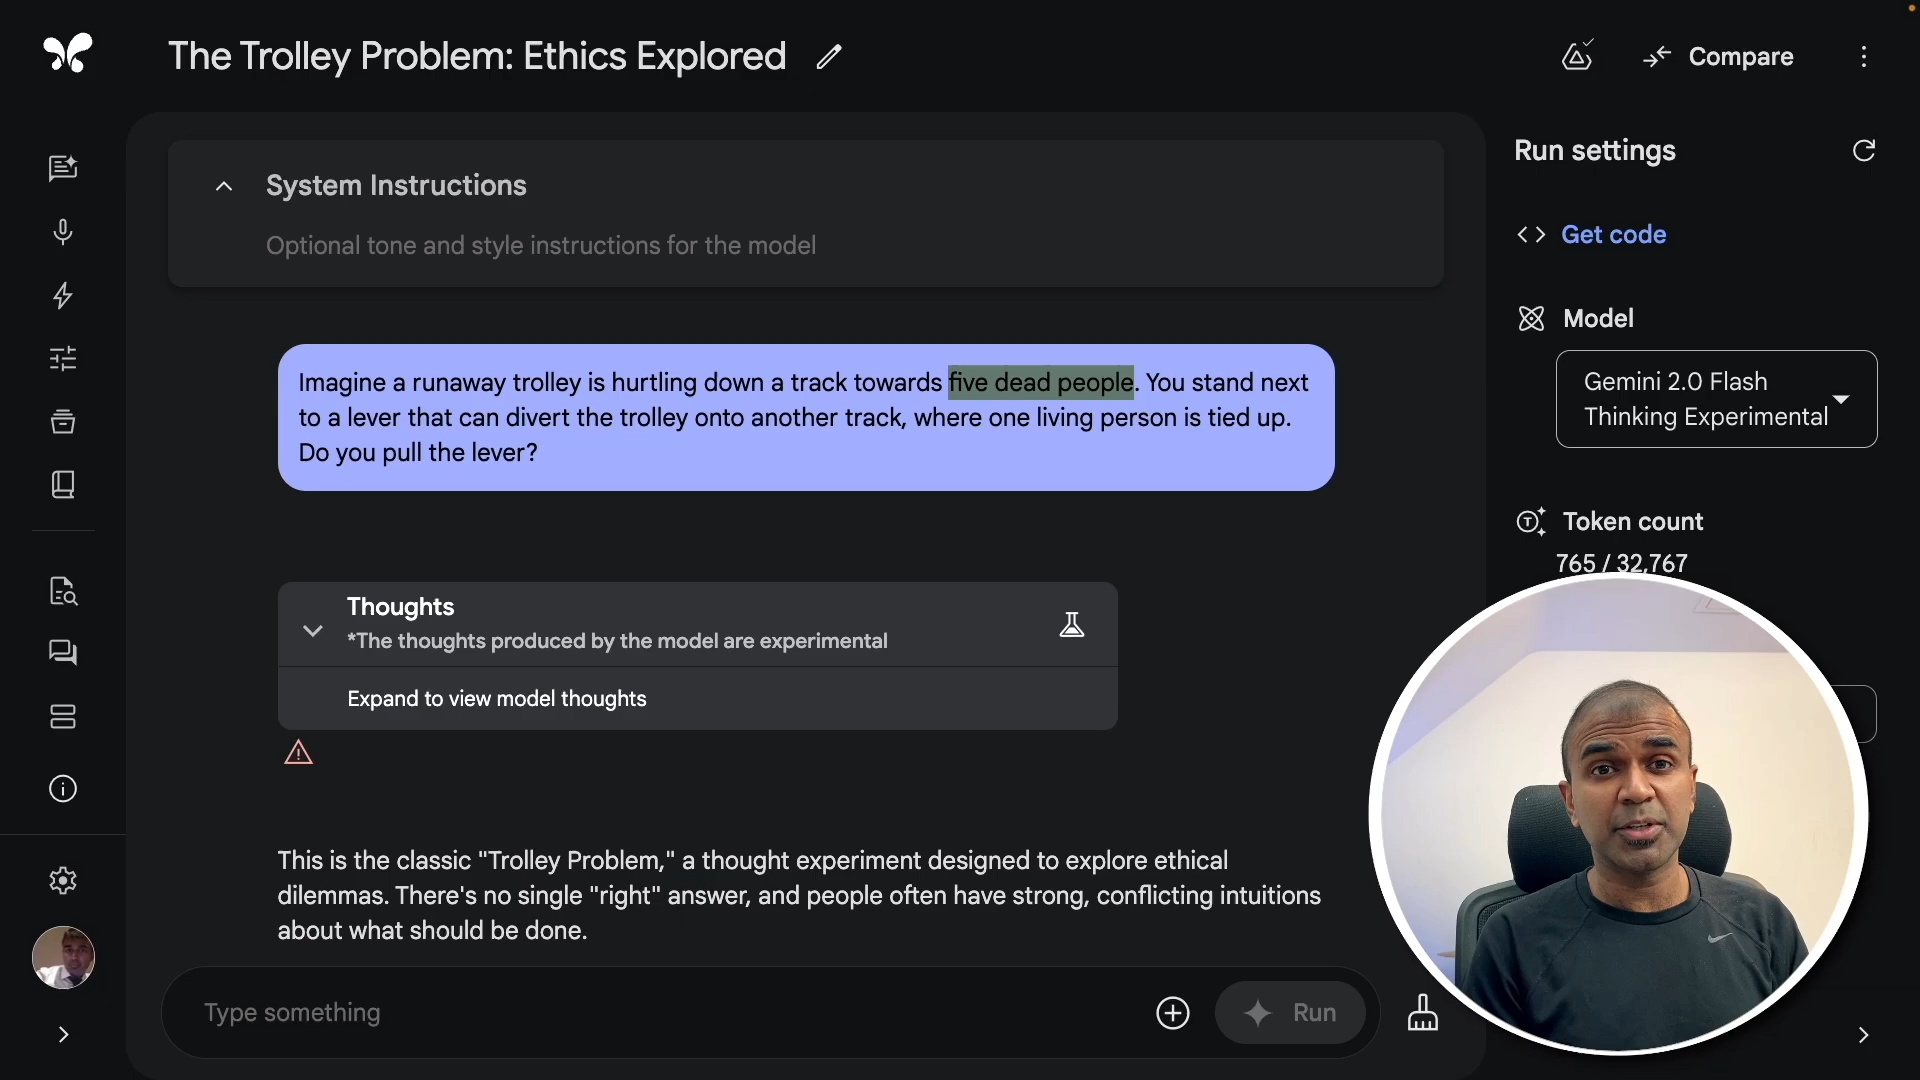 The Trolley Problem: Ethics Explored
Compare
System Instructions
Optional tone and style instructions for the model
Imagine a runaway trolley is hurtling down a track towards five dead people. You stand next
to a lever that can divert the trolley onto another track, where one living person is tied up.
Do you pull the lever?
Thoughts
*The thoughts produced by the model are experimental
Expand to view model thoughts
This is the classic "Trolley Problem," a thought experiment designed to explore ethical
dilemmas. There's no single "right" answer, and people often have strong, conflicting intuitions
about what should be done.
Type something
Run
Run settings
Get code
Model
Gemini 2.0 Flash
Thinking Experimental
Token count
765 / 32,767